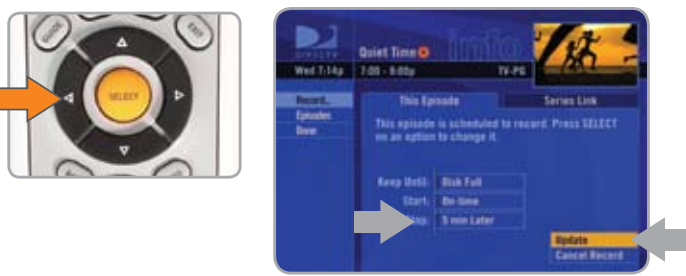 GUIDE
EXIT
SELECT
DIRECTV
info
Quiet Time
Wed 7:14p 7:00 - 8:00p TV-PG
Record...
Episodes
Done
This Episode
Series Link
This episode is scheduled to record. Press SELECT
on an option to change it.
Keep Until: Disk Full
Start: On-time
Stop: 5 min Later
Update
Cancel Record